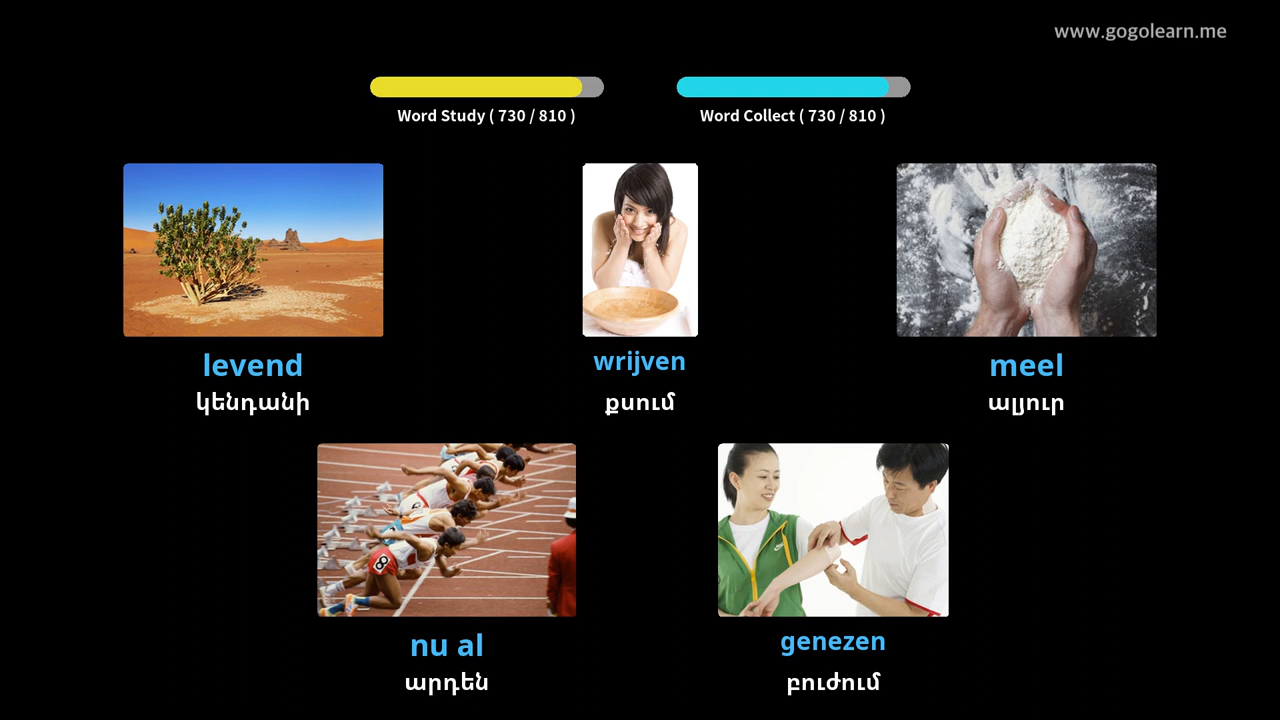 www.gogolearn.me
Word Study ( 730 / 810 )
Word Collect ( 730 / 810 )
levend
կենդանի
wrijven
քսում
meel
ալյուր
8
nu al
արդեն
genezen
բուժում